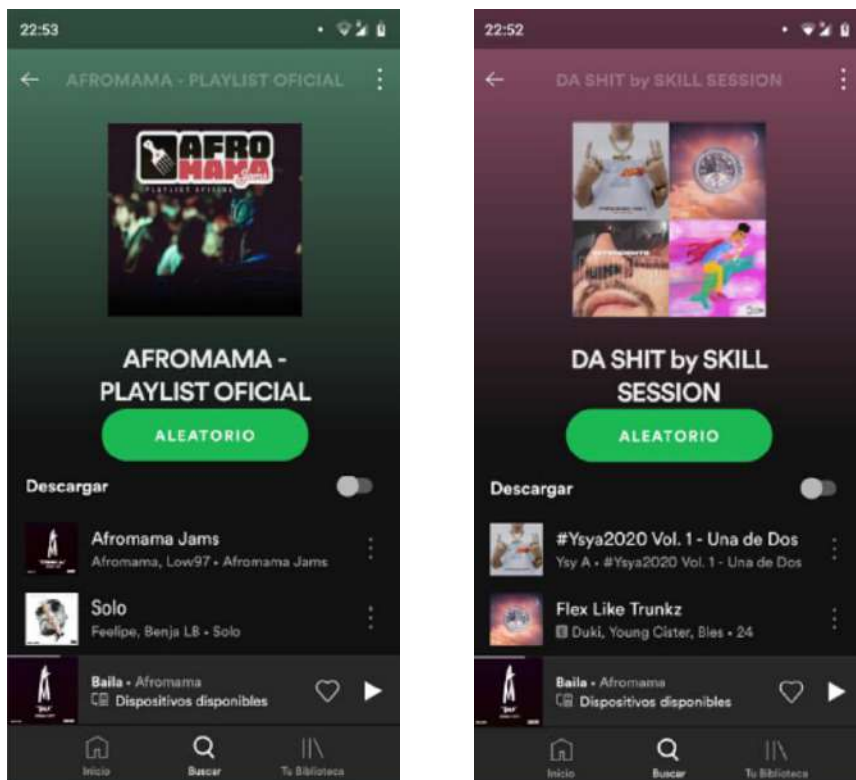 22:53
AFROMAMA - PLAYLIST OFICIAL
AFRO
MAMA
Jams
PLAYLIST OFICIAL
AFROMAMA -
PLAYLIST OFICIAL
ALEATORIO
Descargar
Afromama Jams
Afromama, Low97 • Afromama Jams
Solo
Feelipe, Benja LB • Solo
Baila • Afromama
Dispositivos disponibles
Inicio
Buscar
Tu Biblioteca
22:52
DA SHIT by SKILL SESSION
DA SHIT by SKILL
SESSION
ALEATORIO
Descargar
#Ysya2020 Vol. 1 - Una de Dos
Ysy A • #Ysya2020 Vol. 1 - Una de Dos
Flex Like Trunkz
E Duki, Young Cister, Bles • 24
Baila • Afromama
Dispositivos disponibles
Inicio
Buscar
Tu Biblioteca